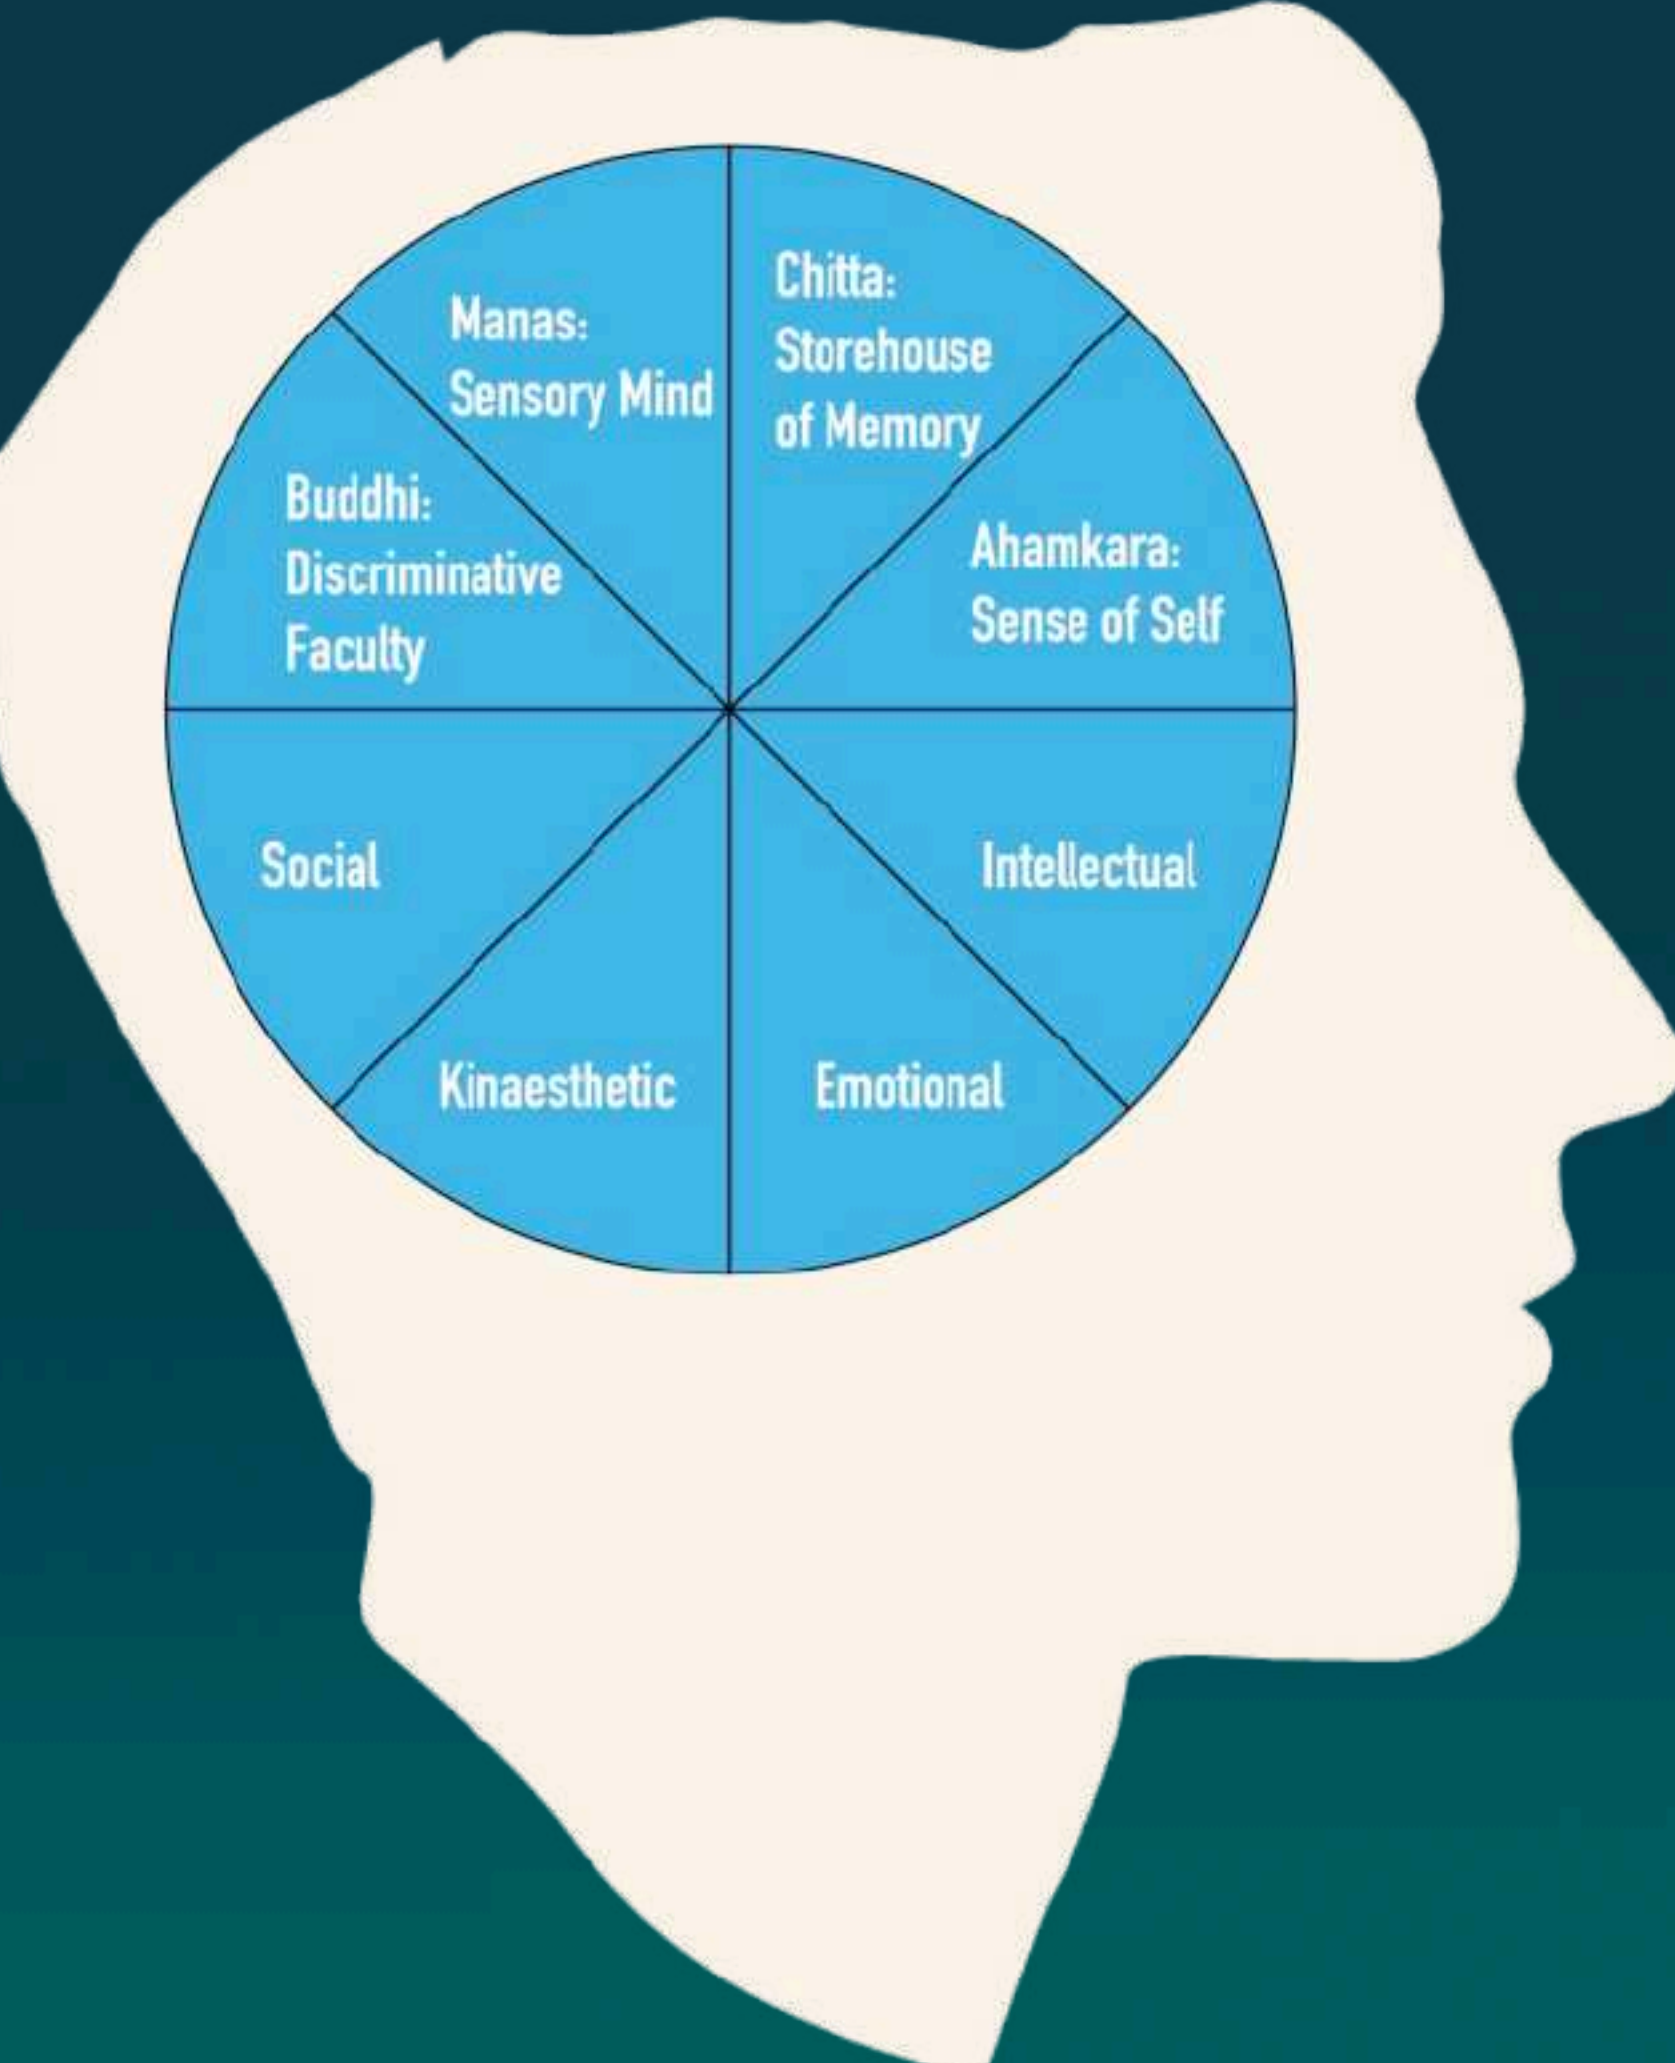 Manas:
Sensory Mind
Chitta:
Storehouse
of Memory
Buddhi:
Discriminative
Faculty
Ahamkara:
Sense of Self
Social
Intellectual
Kinaesthetic
Emotional